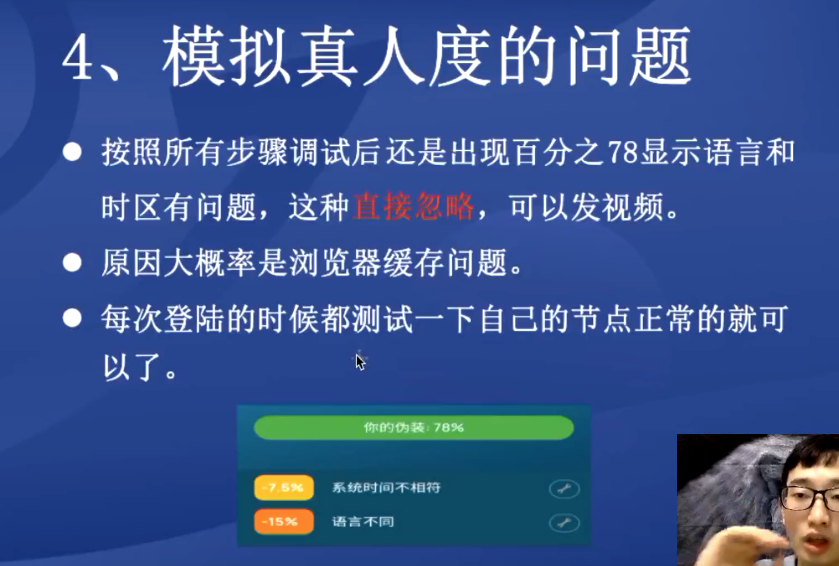 4、模拟真人度的问题
按照所有步骤调试后还是出现百分之78显示语言和
时区有问题，这种直接忽略，可以发视频。
原因大概率是浏览器缓存问题。
每次登陆的时候都测试一下自己的节点正常的就可
以了。
你的伪装: 78%
-7.5% 系统时间不相符
-15% 语言不同